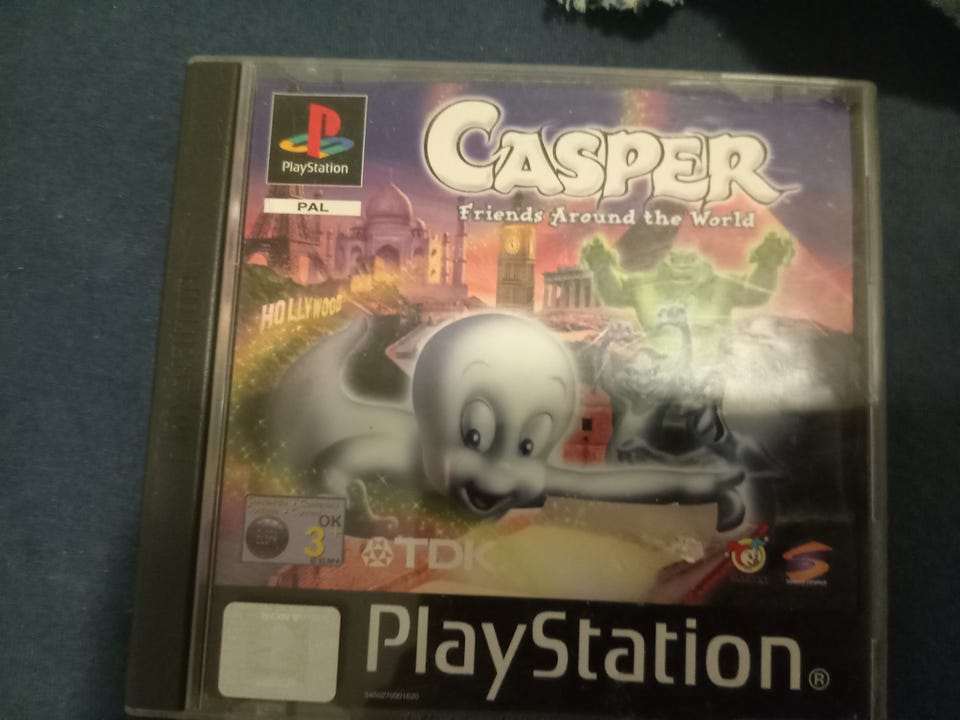 PlayStation
PAL
CASPER
Friends Around the World
HOLLYWOOD
OK
3
TDK
PlayStation®